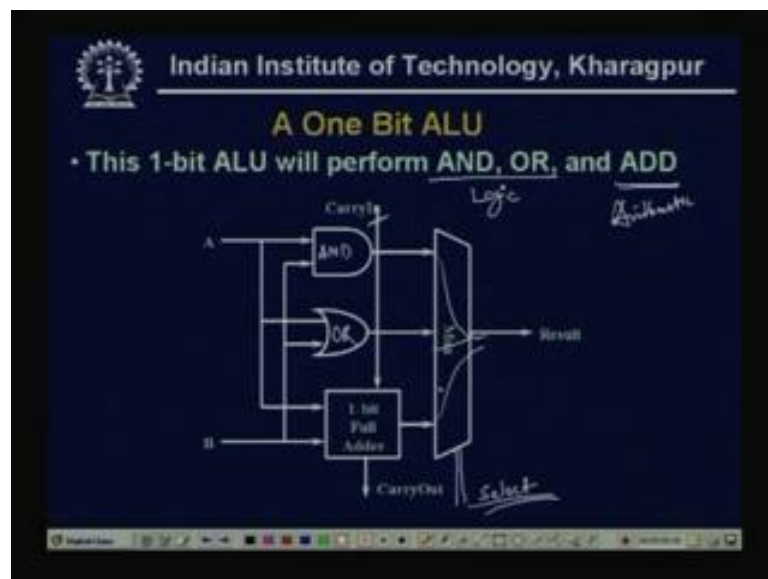 Indian Institute of Technology, Kharagpur
A One Bit ALU
• This 1-bit ALU will perform AND, OR, and ADD
Logic
Arithmetic
CarryIn
A
AND
OR
Result
1-bit
Full
Adder
B
CarryOut
Select